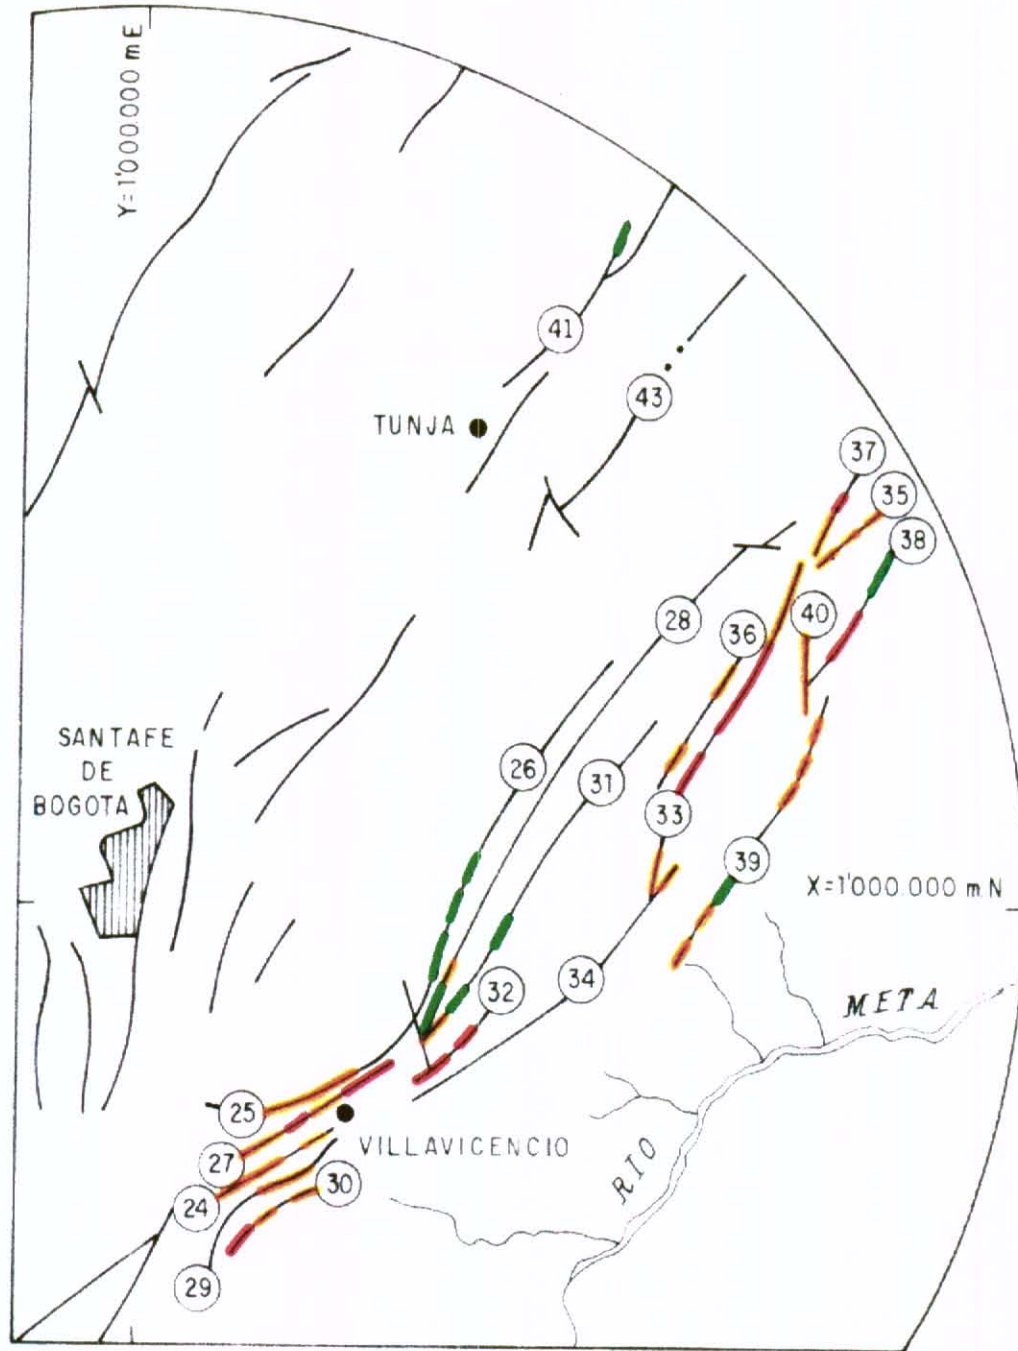 Y=1'000.000 mE
41
TUNJA
43
37
35
38
28
40
36
SANTAFE
DE
BOGOTA
26
31
33
39
X=1'000.000 mN
32
34
META
25
VILLAVICENCIO
27
30
RIO
24
29